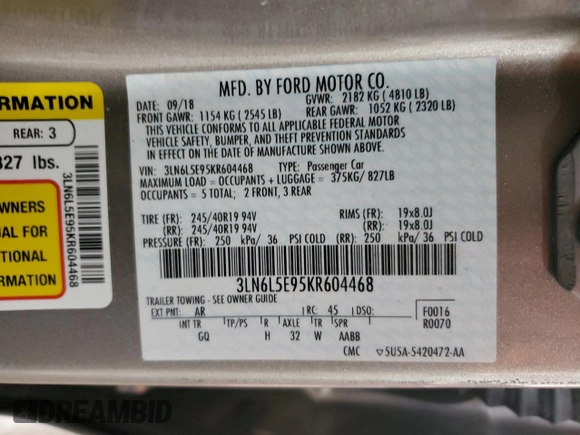 FORMATION
REAR: 3
827 lbs.
WNERS
UAL FOR
TIONAL
RMATION
3LN6L5E95KR604468
MFD. BY FORD MOTOR CO.
DATE: 09/18 GVWR: 2182 KG ( 4810 LB)
FRONT GAWR: 1154 KG ( 2545 LB) REAR GAWR: 1052 KG ( 2320 LB)
THIS VEHICLE CONFORMS TO ALL APPLICABLE FEDERAL MOTOR
VEHICLE SAFETY, BUMPER, AND THEFT PREVENTION STANDARDS
IN EFFECT ON THE DATE OF MANUFACTURE SHOWN ABOVE.
VIN: 3LN6L5E95KR604468 TYPE: Passenger Car
MAXIMUM LOAD = OCCUPANTS + LUGGAGE = 375KG/ 827LB
OCCUPANTS = 5 TOTAL; 2 FRONT, 3 REAR
TIRE (FR): 245/40R19 94V RIMS (FR): 19x8.0J
(RR): 245/40R19 94V (RR): 19x8.0J
PRESSURE (FR): 250 kPa/ 36 PSI COLD (RR) 250 kPa/ 36 PSI COLD
3LN6L5E95KR604468
TRAILER TOWING - SEE OWNER GUIDE
EXT PNT: AR RC: 45 DSO: F0016
INT TR TP/PS R AXLE TR SPR R0070
GQ H 32 W AABB
CMC 5U5A-5420472-AA
DREAMBID